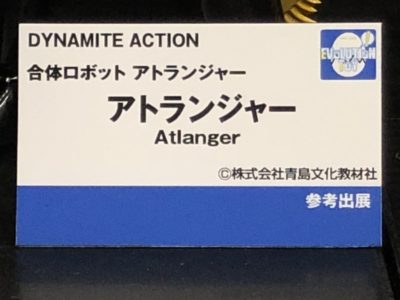 DYNAMITE ACTION
EVOLUTION TOY
合体ロボット アトランジャー
アトランジャー
Atlanger
©株式会社青島文化教材社
参考出展